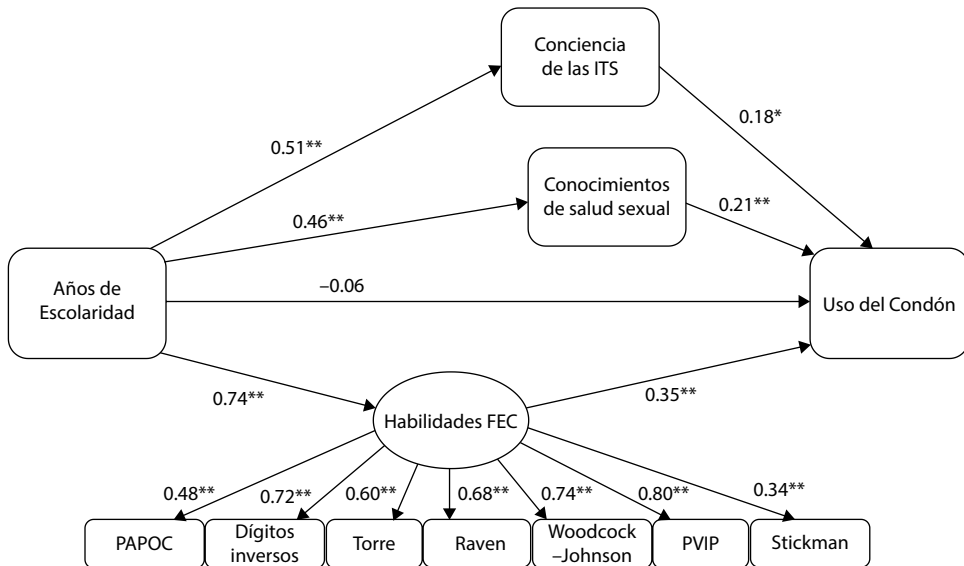 Conciencia
de las ITS
0.18*
0.51**
Conocimientos
de salud sexual
0.21**
0.46**
Años de
Escolaridad
–0.06
Uso del Condón
0.74**
Habilidades FEC
0.35**
0.48**
0.72**
0.60**
0.68**
0.74**
0.80**
0.34**
PAPOC
Dígitos
inversos
Torre
Raven
Woodcock
–Johnson
PVIP
Stickman